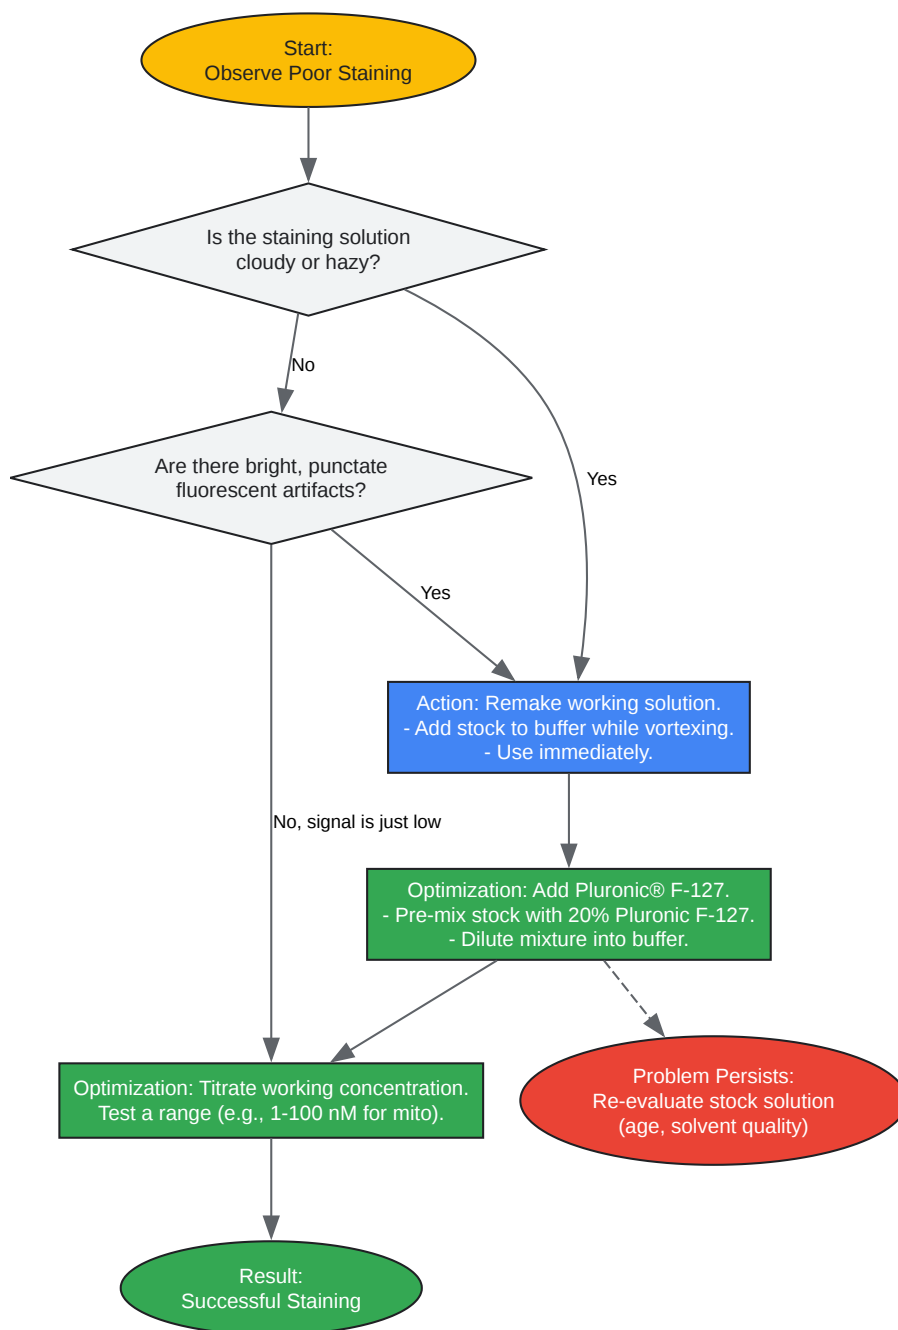 Start:
Observe Poor Staining
Is the staining solution
cloudy or hazy?
No
Yes
Are there bright, punctate
fluorescent artifacts?
Yes
No, signal is just low
Action: Remake working solution.
- Add stock to buffer while vortexing.
- Use immediately.
Optimization: Add Pluronic® F-127.
- Pre-mix stock with 20% Pluronic F-127.
- Dilute mixture into buffer.
Optimization: Titrate working concentration.
Test a range (e.g., 1-100 nM for mito).
Problem Persists:
Re-evaluate stock solution
(age, solvent quality)
Result:
Successful Staining